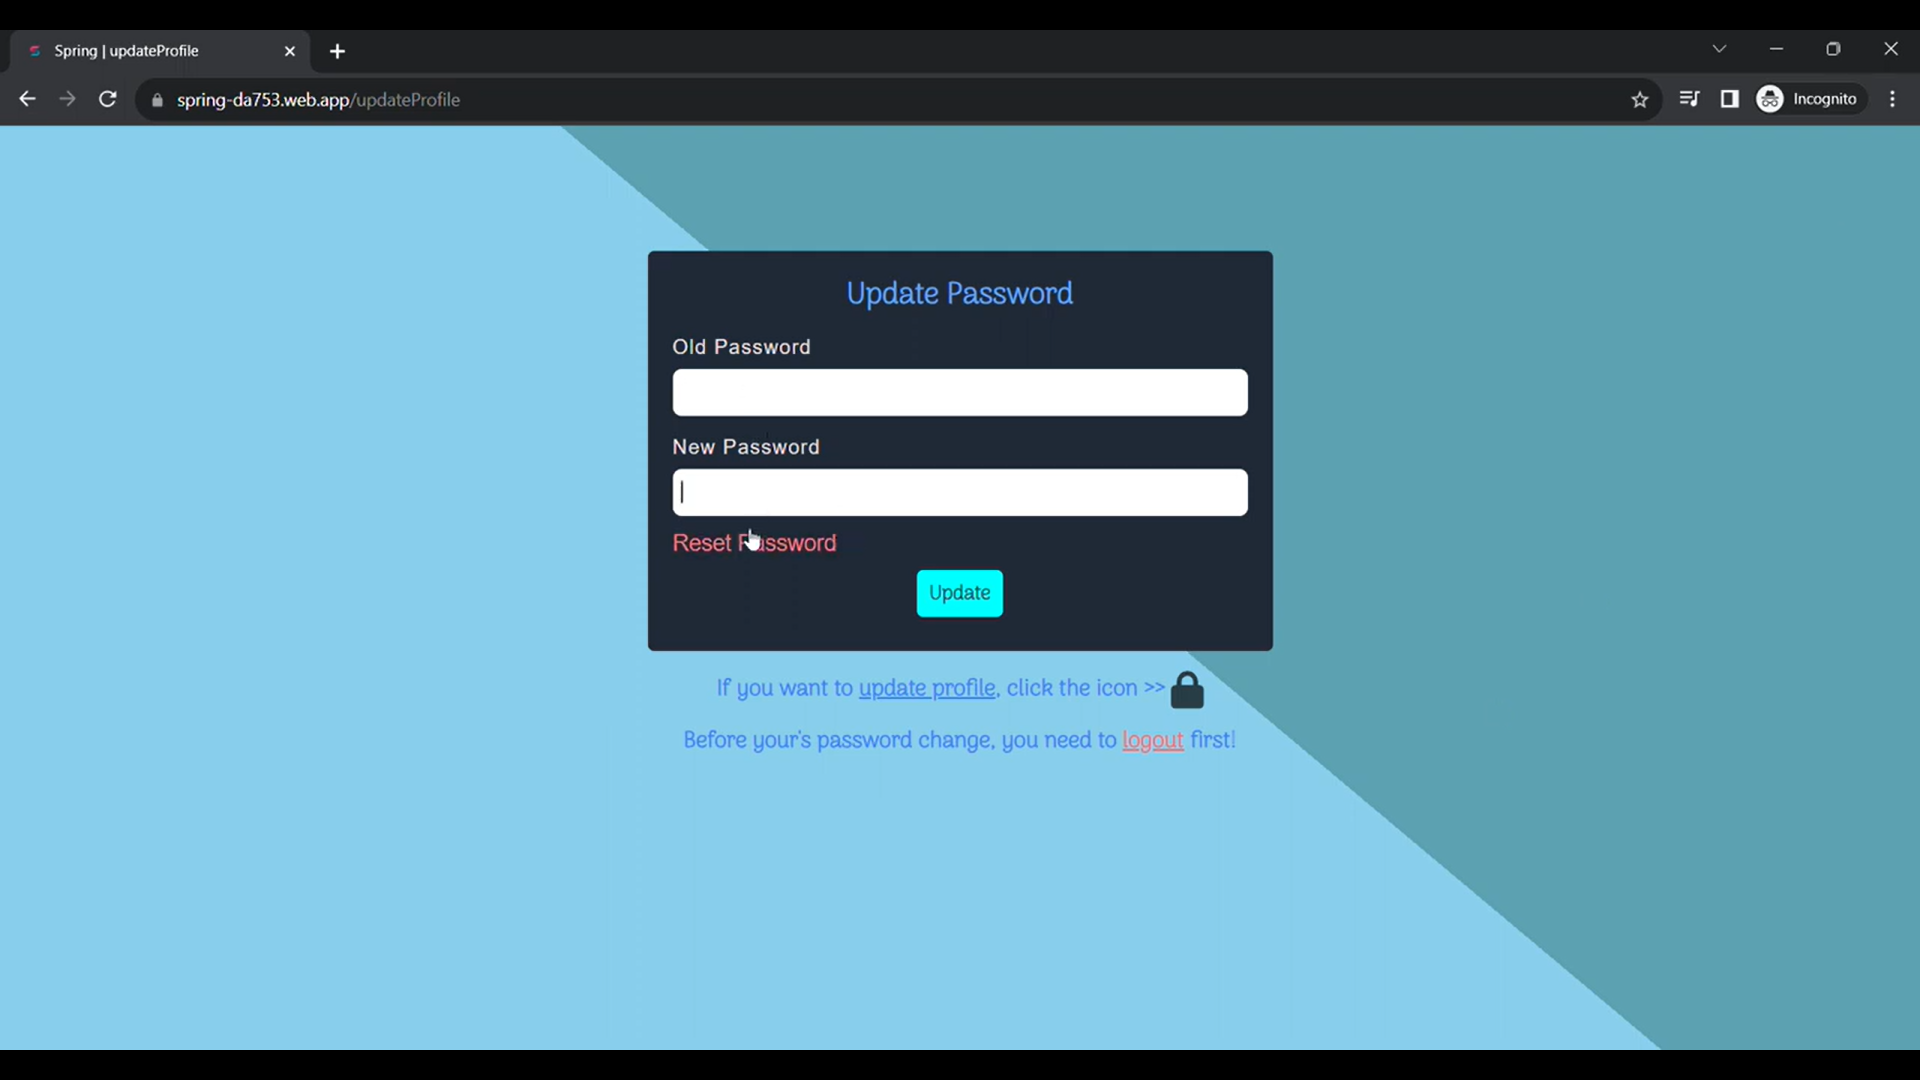 Spring | updateProfile
spring-da753.web.app/updateProfile
Incognito
Update Password
Old Password
New Password
Reset Password
Update
If you want to update profile, click the icon >>
Before your's password change, you need to logout first!